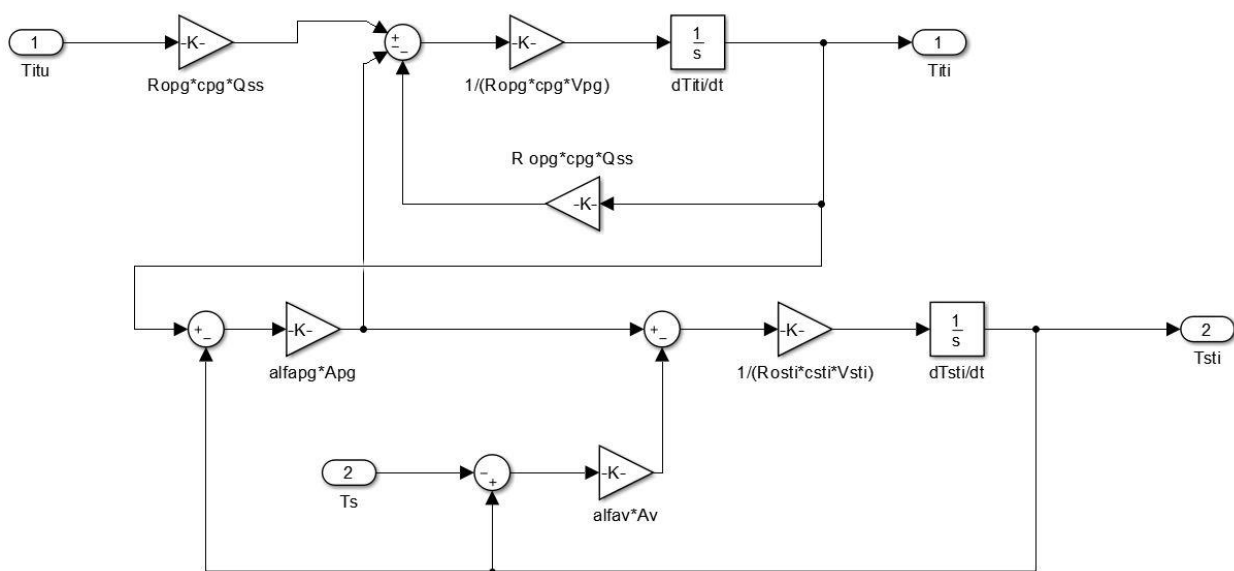 1
-K-
+
-
-
-K-
1
s
1
Titu
Ropg*cpg*Qss
1/(Ropg*cpg*Vpg)
dTiti/dt
Titi
R opg*cpg*Qss
-K-
+
-
-K-
+
-
-K-
1
s
2
alfapg*Apg
1/(Rosti*csti*Vsti)
dTsti/dt
Tsti
2
-
+
-K-
Ts
alfav*Av